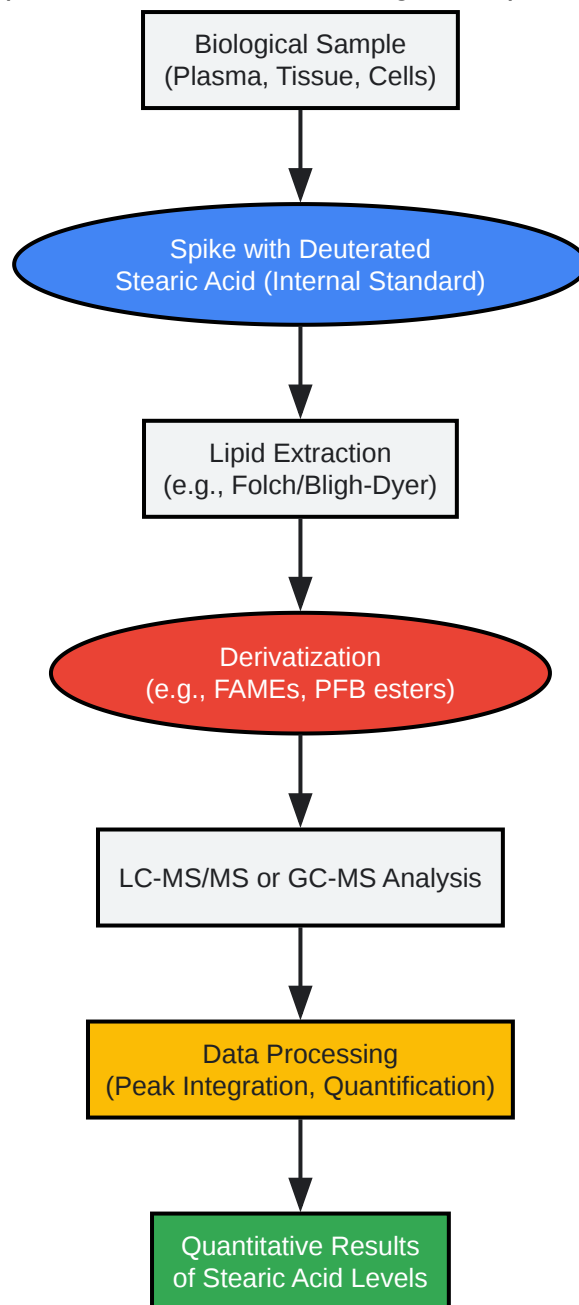 Biological Sample
(Plasma, Tissue, Cells)
Spike with Deuterated
Stearic Acid (Internal Standard)
Lipid Extraction
(e.g., Folch/Bligh-Dyer)
Derivatization
(e.g., FAMEs, PFB esters)
LC-MS/MS or GC-MS Analysis
Data Processing
(Peak Integration, Quantification)
Quantitative Results
of Stearic Acid Levels